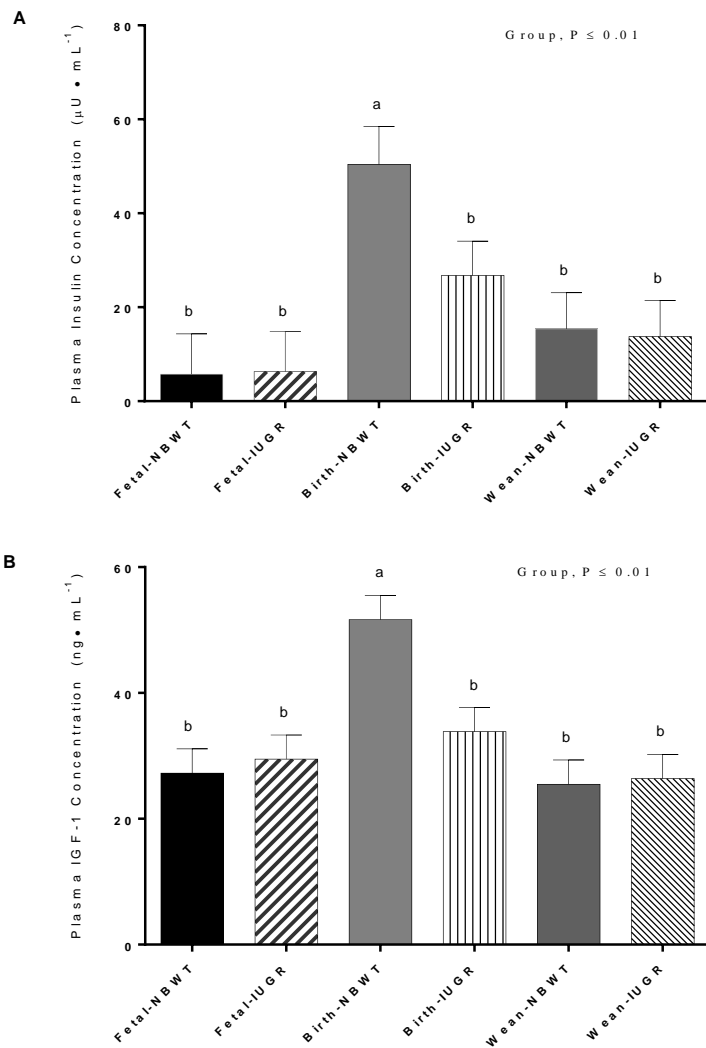 A
Plasma Insulin Concentration (μU • mL⁻¹)
Group, P ≤ 0.01
80
60
40
20
0
a
b
b
b
b
b
Fetal-NBWT
Fetal-IUGR
Birth-NBWT
Birth-IUGR
Wean-NBWT
Wean-IUGR
B
Plasma IGF-1 Concentration (ng• mL⁻¹)
Group, P ≤ 0.01
60
40
20
0
a
b
b
b
b
b
Fetal-NBWT
Fetal-IUGR
Birth-NBWT
Birth-IUGR
Wean-NBWT
Wean-IUGR